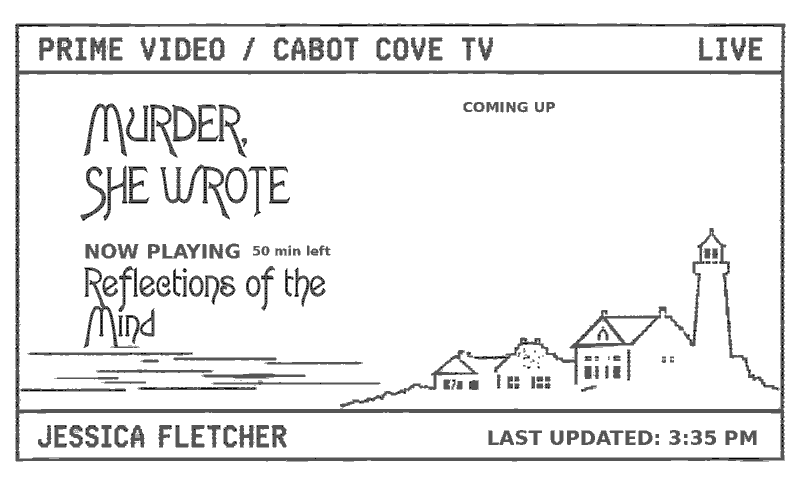 PRIME VIDEO / CABOT COVE TV LIVE
MURDER,
SHE WROTE
COMING UP
NOW PLAYING 50 min left
Reflections of the
Mind
JESSICA FLETCHER LAST UPDATED: 3:35 PM